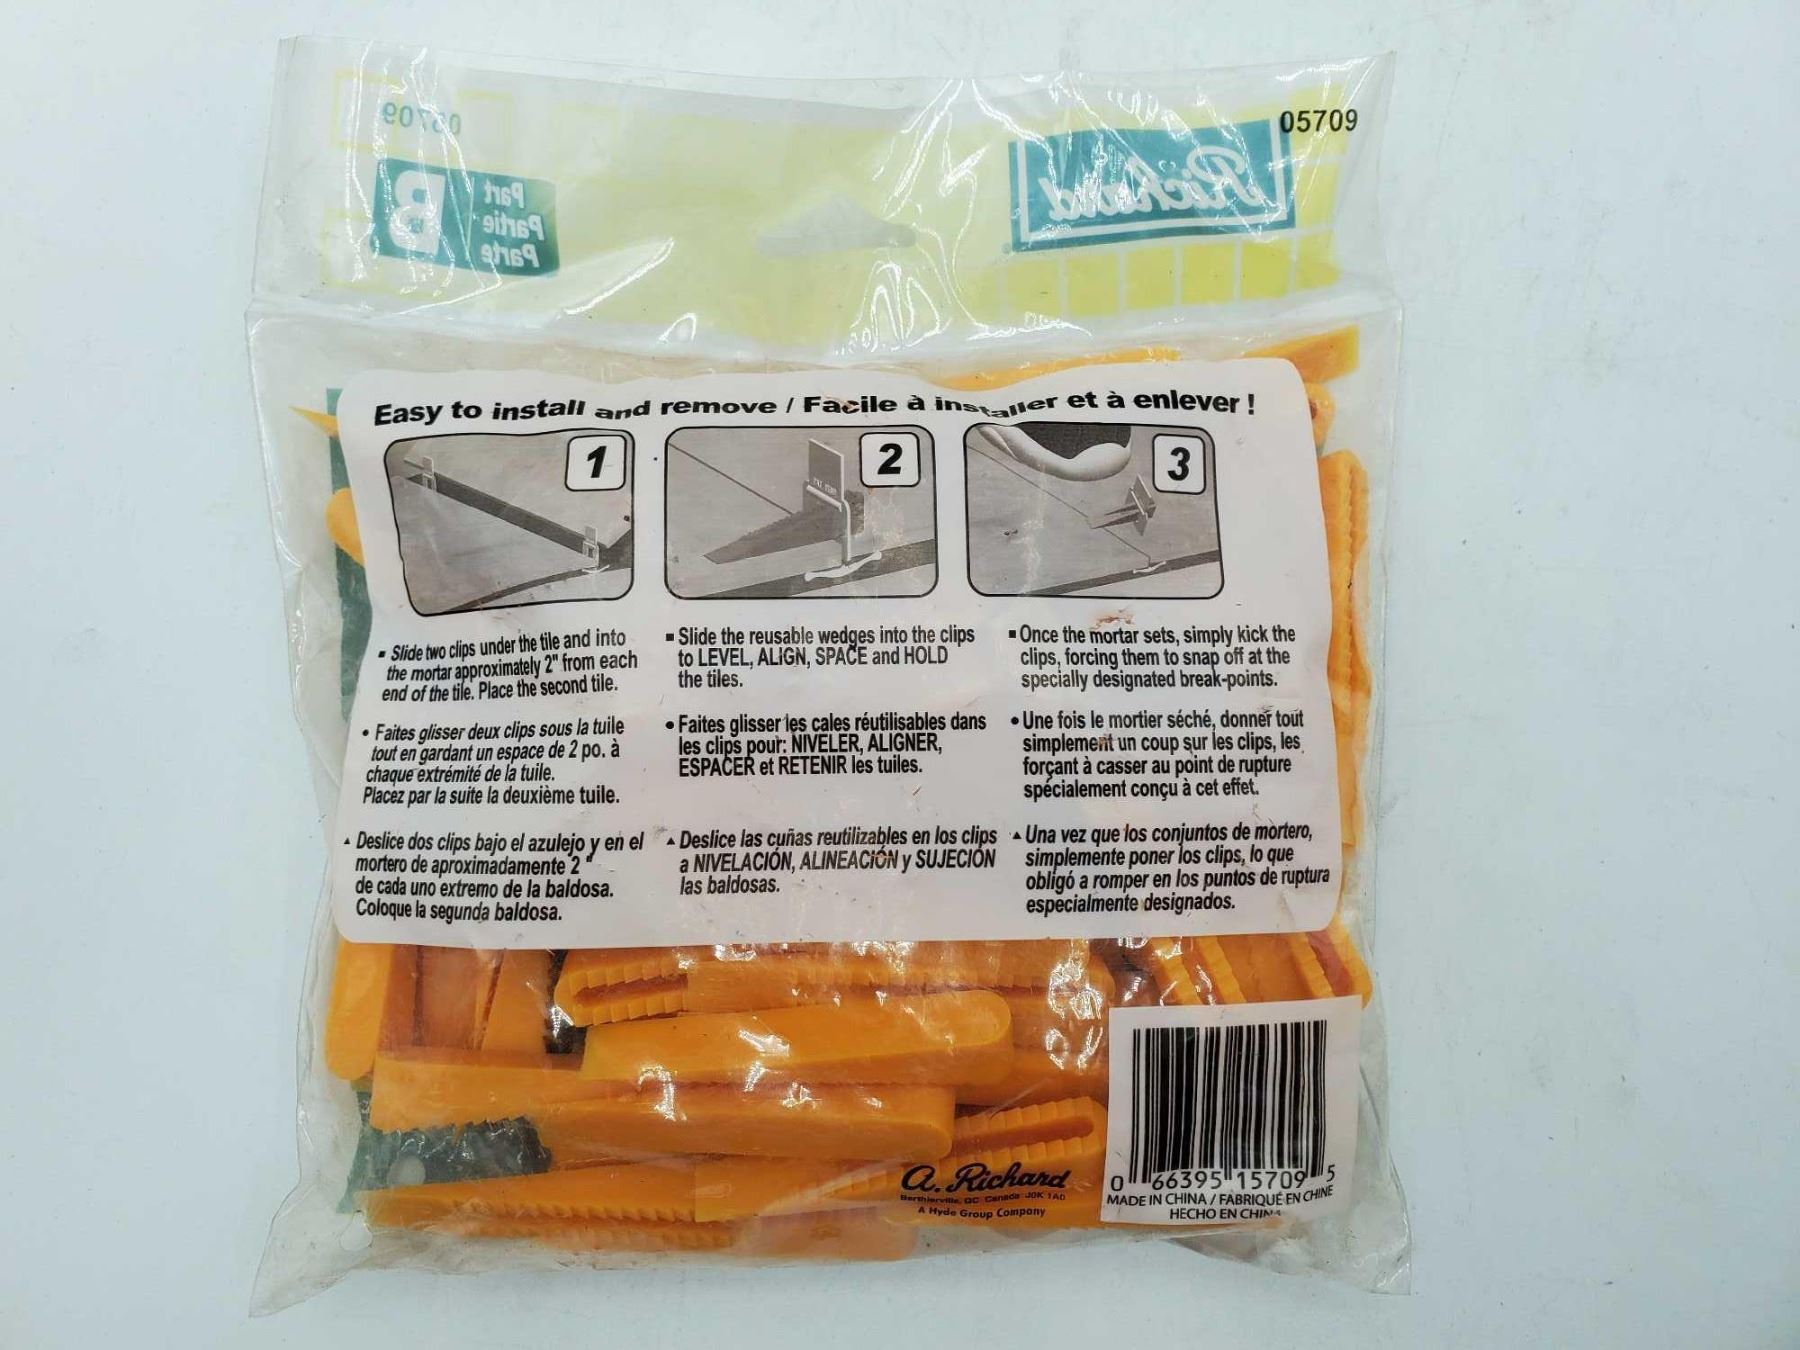 05709
05709
Richard
Part
Partie
Parte
B
Easy to install and remove / Facile à installer et à enlever !
1
2
3
▪ Slide two clips under the tile and into
the mortar approximately 2" from each
end of the tile. Place the second tile.
• Faites glisser deux clips sous la tuile
tout en gardant un espace de 2 po. à
chaque extrémité de la tuile.
Placez par la suite la deuxième tuile.
▴ Deslice dos clips bajo el azulejo y en el
mortero de aproximadamente 2 "
de cada uno extremo de la baldosa.
Coloque la segunda baldosa.
▪ Slide the reusable wedges into the clips
to LEVEL, ALIGN, SPACE and HOLD
the tiles.
• Faites glisser les cales réutilisables dans
les clips pour: NIVELER, ALIGNER,
ESPACER et RETENIR les tuiles.
▴ Deslice las cuñas reutilizables en los clips
a NIVELACIÓN, ALINEACIÓN y SUJECIÓN
las baldosas.
▪ Once the mortar sets, simply kick the
clips, forcing them to snap off at the
specially designated break-points.
• Une fois le mortier séché, donner tout
simplement un coup sur les clips, les
forçant à casser au point de rupture
spécialement conçu à cet effet.
▴ Una vez que los conjuntos de mortero,
simplemente poner los clips, lo que
obligó a romper en los puntos de ruptura
especialmente designados.
A. Richard
Berthierville, QC Canada J0K 1A0
A Hyde Group Company
0 66395 15709 5
MADE IN CHINA / FABRIQUÉ EN CHINE
HECHO EN CHINA